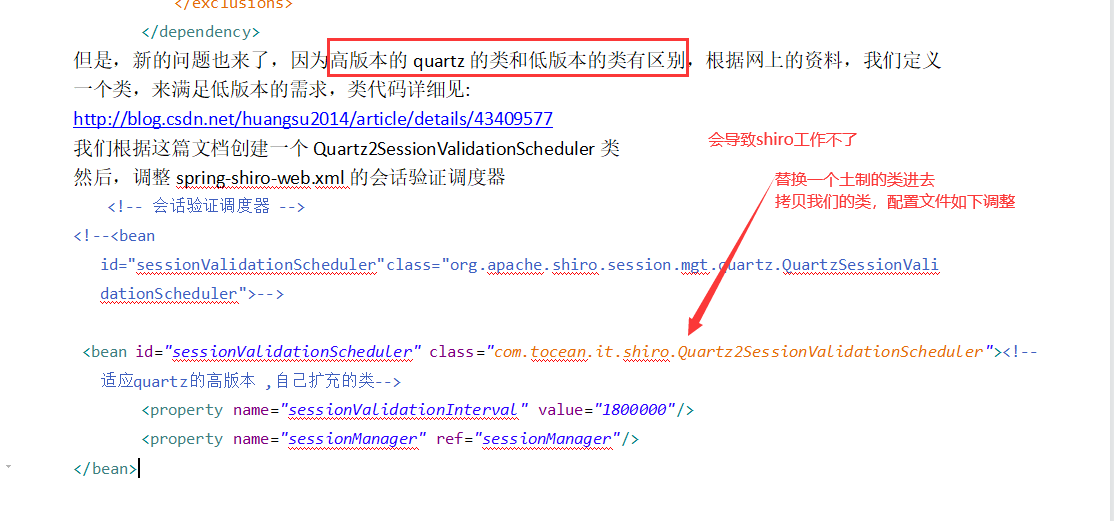 </exclusions>
</dependency>
但是，新的问题也来了，因为高版本的 quartz 的类和低版本的类有区别，根据网上的资料，我们定义
一个类，来满足低版本的需求，类代码详细见:
http://blog.csdn.net/huangsu2014/article/details/43409577
会导致shiro工作不了
我们根据这篇文档创建一个 Quartz2SessionValidationScheduler 类
然后，调整 spring-shiro-web.xml 的会话验证调度器
替换一个土制的类进去
拷贝我们的类，配置文件如下调整
<!-- 会话验证调度器 -->
<!--<bean
id="sessionValidationScheduler"class="org.apache.shiro.session.mgt.quartz.QuartzSessionVali
dationScheduler">-->
<bean id="sessionValidationScheduler" class="com.tocean.it.shiro.Quartz2SessionValidationScheduler"><!--
适应quartz的高版本 ,自己扩充的类-->
<property name="sessionValidationInterval" value="1800000"/>
<property name="sessionManager" ref="sessionManager"/>
</bean>